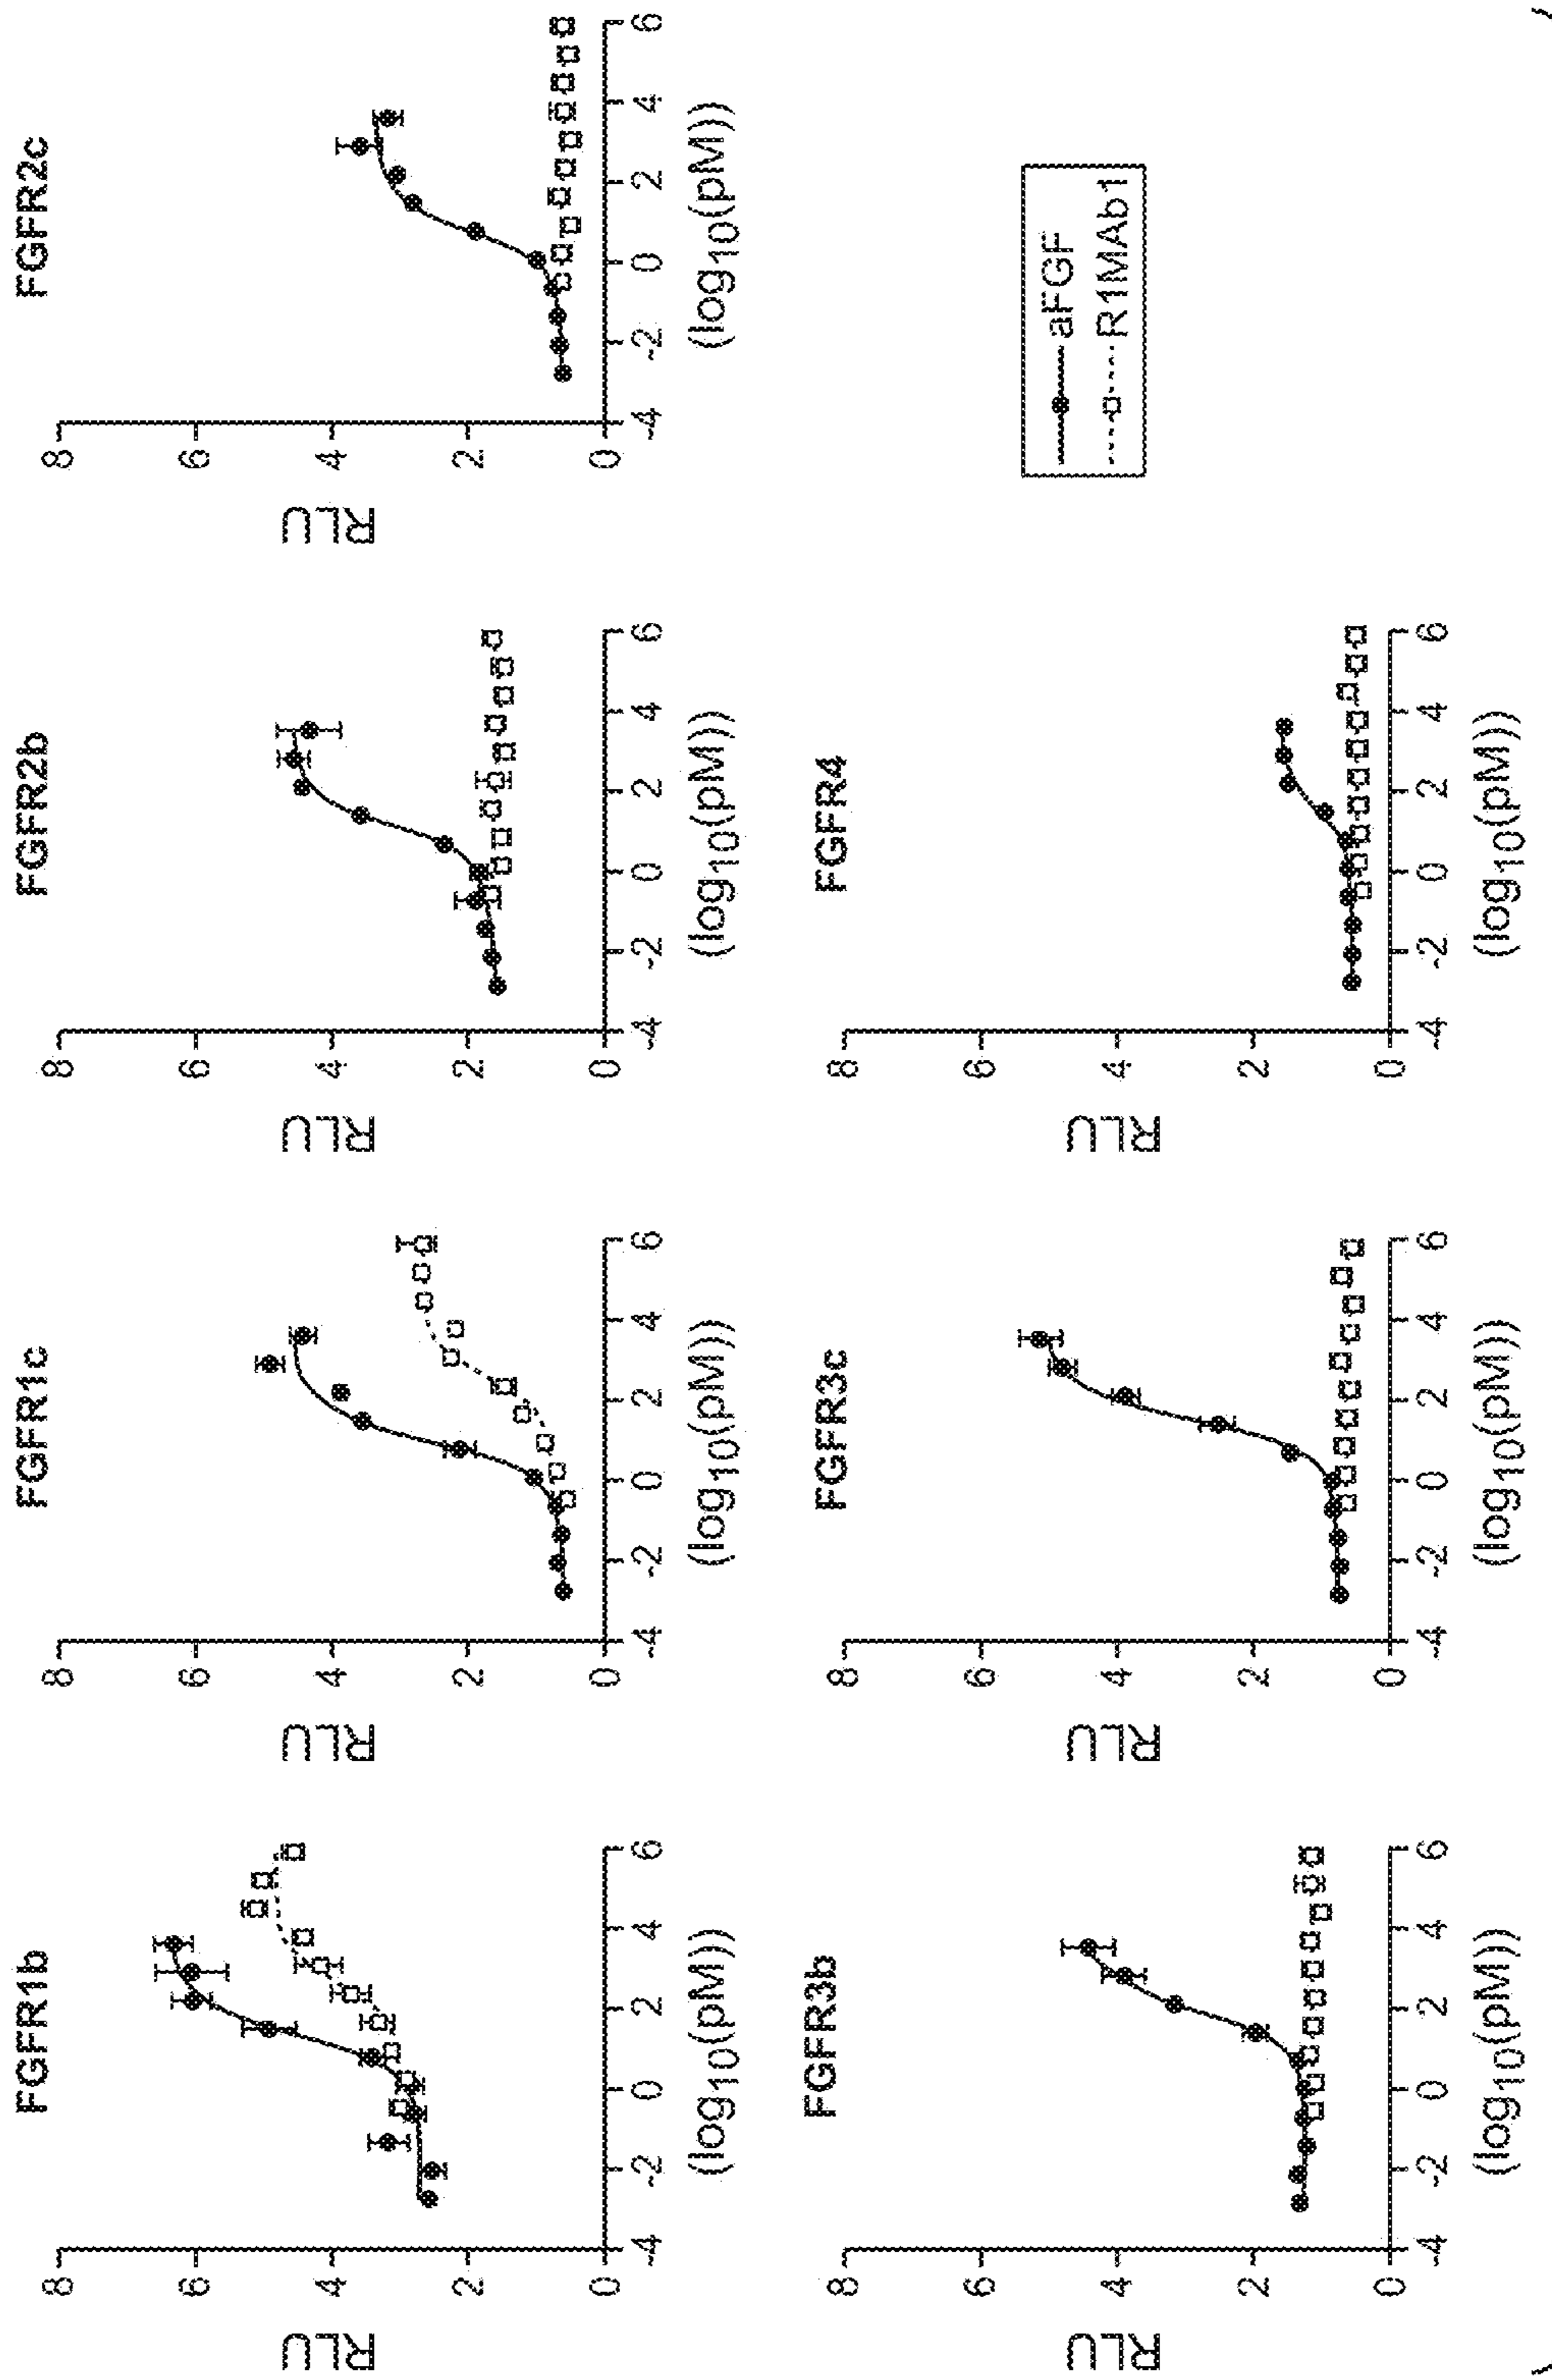 FGFR1b
8
6
4
2
0
RLU
-4 -2 0 2 4 6
(log10(pM))
FGFR1c
8
6
4
2
0
RLU
-4 -2 0 2 4 6
(log10(pM))
FGFR2b
8
6
4
2
0
RLU
-4 -2 0 2 4 6
(log10(pM))
FGFR2c
8
6
4
2
0
RLU
-4 -2 0 2 4 6
(log10(pM))
FGFR3b
8
6
4
2
0
RLU
-4 -2 0 2 4 6
(log10(pM))
FGFR3c
8
6
4
2
0
RLU
-4 -2 0 2 4 6
(log10(pM))
FGFR4
8
6
4
2
0
RLU
-4 -2 0 2 4 6
(log10(pM))
aFGF
R1MAb1